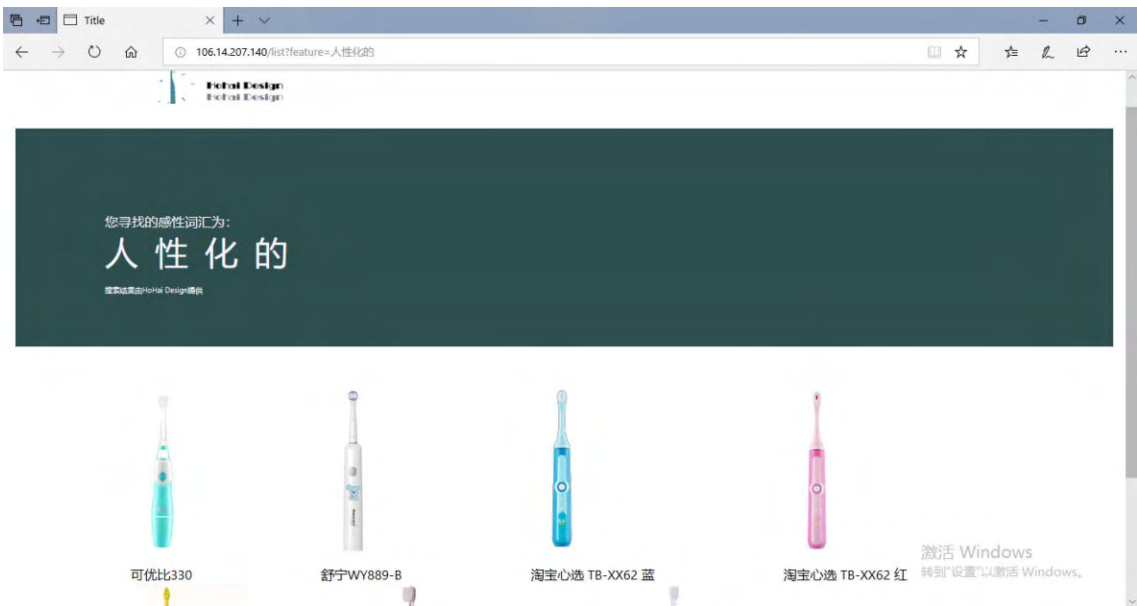 Title
106.14.207.140/list?feature=人性化的
Hohai Design
Hohai Design
您寻找的感性词汇为:
人性化的
搜索结果由HoHai Design提供
可优比330
舒宁WY889-B
淘宝心选 TB-XX62 蓝
淘宝心选 TB-XX62 红
激活 Windows
转到"设置"以激活 Windows。